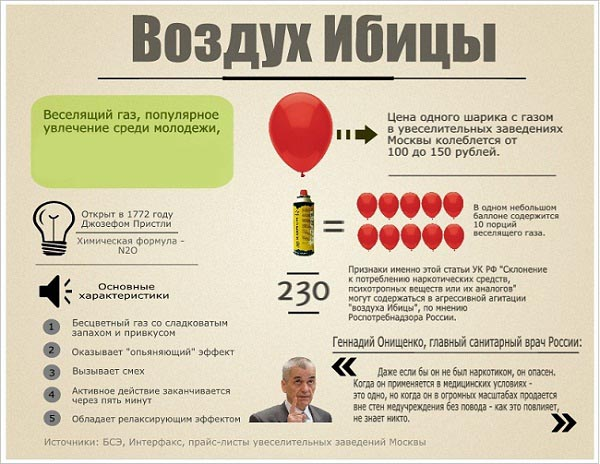 Воздух Ибицы
Веселящий газ, популярное
увлечение среди молодежи,
Цена одного шарика с газом
в увеселительных заведениях
Москвы колеблется от
100 до 150 рублей.
Открыт в 1772 году
Джозефом Пристли
Химическая формула -
N2O
=
В одном небольшом
баллоне содержится
10 порций
веселящего газа.
Основные
характеристики
1 Бесцветный газ со сладковатым
запахом и привкусом
2 Оказывает "опьяняющий" эффект
3 Вызывает смех
4 Активное действие заканчивается
через пять минут
5 Обладает релаксирующим эффектом
230
Признаки именно этой статьи УК РФ "Склонение
к потреблению наркотических средств,
психотропных веществ или их аналогов"
могут содержаться в агрессивной агитации
"воздуха Ибицы", по мнению
Роспотребнадзора России.
Геннадий Онищенко, главный санитарный врач России:
Даже если бы он не был наркотиком, он опасен.
Когда он применяется в медицинских условиях -
это одно, но когда он в огромных масштабах продается
вне стен медучреждения без повода - как это повлияет,
не знает никто.
Источники: БСЭ, Интерфакс, прайс-листы увеселительных заведений Москвы